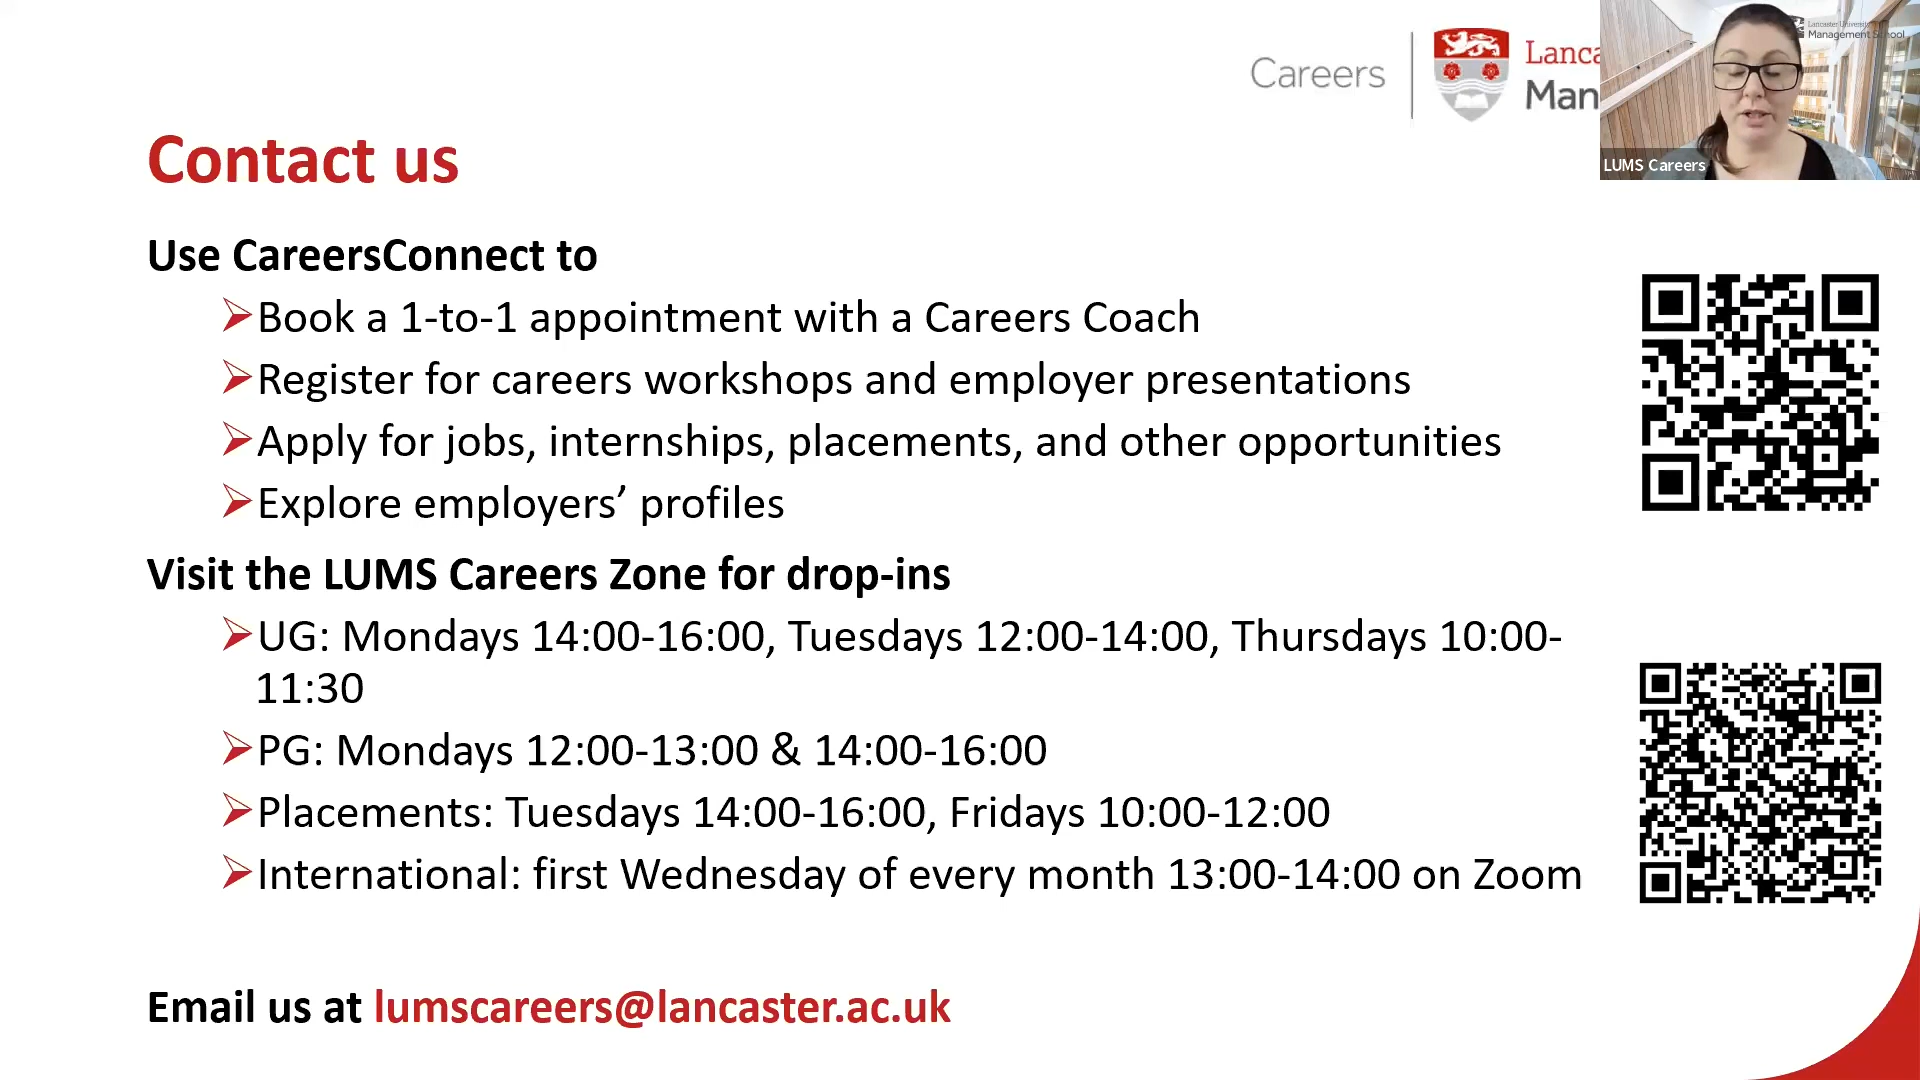 Careers
Lanca
Man
Lancaster University
Management School
LUMS Careers
Contact us
Use CareersConnect to
Book a 1-to-1 appointment with a Careers Coach
Register for careers workshops and employer presentations
Apply for jobs, internships, placements, and other opportunities
Explore employers’ profiles
Visit the LUMS Careers Zone for drop-ins
UG: Mondays 14:00-16:00, Tuesdays 12:00-14:00, Thursdays 10:00-
11:30
PG: Mondays 12:00-13:00 & 14:00-16:00
Placements: Tuesdays 14:00-16:00, Fridays 10:00-12:00
International: first Wednesday of every month 13:00-14:00 on Zoom
Email us at lumscareers@lancaster.ac.uk